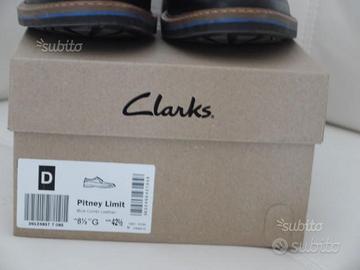 subito
subito
Clarks
D
Pitney Limit
Blue Combi Leather
8½ G
42½
subito